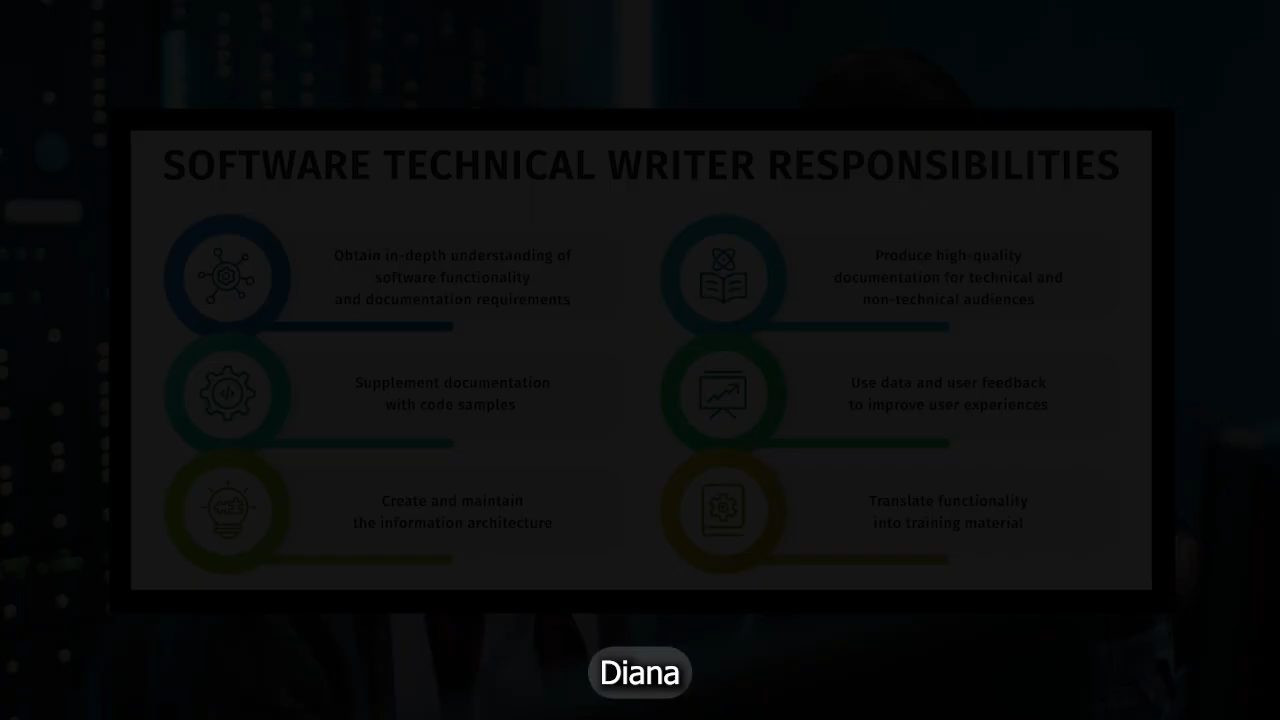 SOFTWARE TECHNICAL WRITER RESPONSIBILITIES
Obtain in-depth understanding of
software functionality
and documentation requirements
Supplement documentation
with code samples
Create and maintain
the information architecture
Produce high-quality
documentation for technical and
non-technical audiences
Use data and user feedback
to improve user experiences
Translate functionality
into training material
Diana